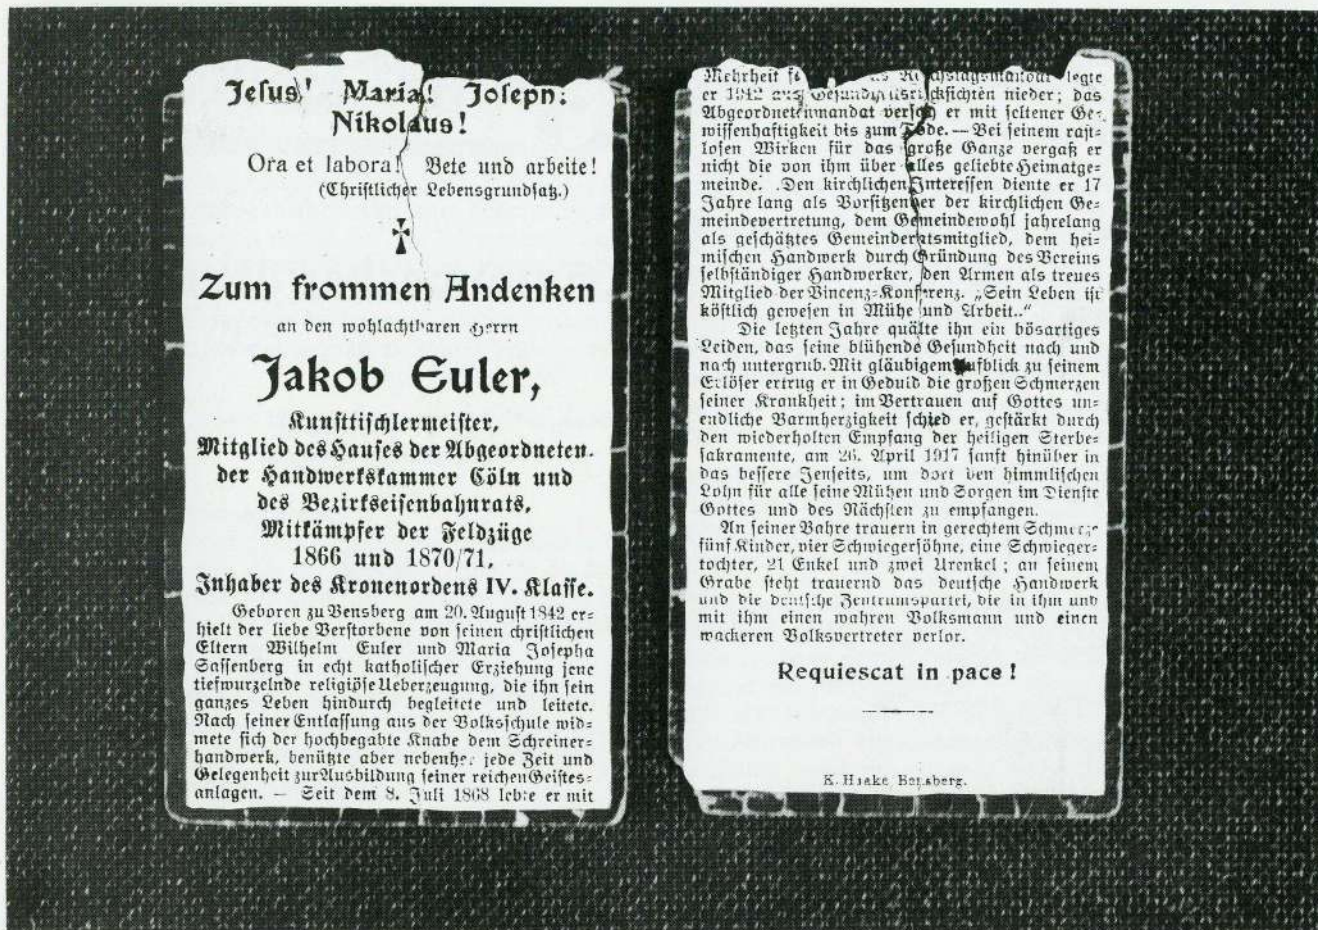 Jesus! Maria! Joseph!
Nikolaus!
Ora et labora! Bete und arbeite!
(Christlicher Lebensgrundsatz.)
Zum frommen Andenken
an den wohlachtbaren Herrn
Jakob Euler,
Kunsttischlermeister,
Mitglied des Hauses der Abgeordneten.
der Handwerkskammer Cöln und
des Bezirkseisenbahnrats,
Mitkämpfer der Feldzüge
1866 und 1870/71,
Inhaber des Kronenordens IV. Klasse.
Geboren zu Bensberg am 20. August 1842 er-
hielt der liebe Verstorbene von seinen christlichen
Eltern Wilhelm Euler und Maria Josepha
Sassenberg in echt katholischer Erziehung jene
tiefwurzelnde religiöse Ueberzeugung, die ihn sein
ganzes Leben hindurch begleitete und leitete.
Nach seiner Entlassung aus der Volksschule wid-
mete sich der hochbegabte Knabe dem Schreiner-
handwerk, benützte aber nebenher jede Zeit und
Gelegenheit zur Ausbildung seiner reichen Geistes-
anlagen. — Seit dem 8. Juli 1868 lebte er mit
Mehrheit Reichstagsmandat legte
er aus Gesundheitsrücksichten nieder; das
Abgeordnetenmandat versah er mit seltener Ge-
wissenhaftigkeit bis zum Tode. — Bei seinem rast-
losen Wirken für das große Ganze vergaß er
nicht die von ihm über alles geliebte Heimatge-
meinde. Den kirchlichen Interessen diente er 17
Jahre lang als Vorsitzender der kirchlichen Ge-
meindevertretung, dem Gemeindewohl jahrelang
als geschätztes Gemeinderatsmitglied, dem hei-
mischen Handwerk durch Gründung des Vereins
selbständiger Handwerker, den Armen als treues
Mitglied der Vincenz-Konferenz. „Sein Leben ist
köstlich gewesen in Mühe und Arbeit.."
Die letzten Jahre quälte ihn ein bösartiges
Leiden, das seine blühende Gesundheit nach und
nach untergrub. Mit gläubigem Aufblick zu seinem
Erlöser ertrug er in Geduld die großen Schmerzen
seiner Krankheit; im Vertrauen auf Gottes un-
endliche Barmherzigkeit schied er, gestärkt durch
den wiederholten Empfang der heiligen Sterbe-
sakramente, am 26. April 1917 sanft hinüber in
das bessere Jenseits, um dort den himmlischen
Lohn für alle seine Mühen und Sorgen im Dienste
Gottes und des Nächsten zu empfangen.
An seiner Bahre trauern in gerechtem Schmerze
fünf Kinder, vier Schwiegersöhne, eine Schwieger-
tochter, 21 Enkel und zwei Urenkel; an seinem
Grabe steht trauernd das deutsche Handwerk
und die deutsche Zentrumspartei, die in ihm und
mit ihm einen wahren Volksmann und einen
wackeren Volksvertreter verlor.
Requiescat in pace!
K. Haake Bensberg.